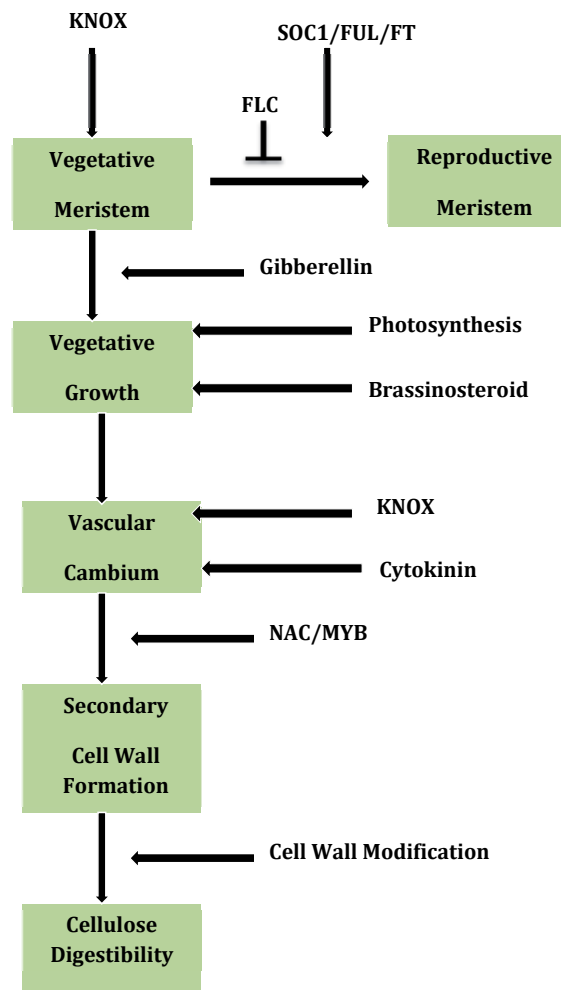 KNOX
SOC1/FUL/FT
FLC
Vegetative
Meristem
Reproductive
Meristem
Gibberellin
Vegetative
Growth
Photosynthesis
Brassinosteroid
Vascular
Cambium
KNOX
Cytokinin
NAC/MYB
Secondary
Cell Wall
Formation
Cell Wall Modification
Cellulose
Digestibility